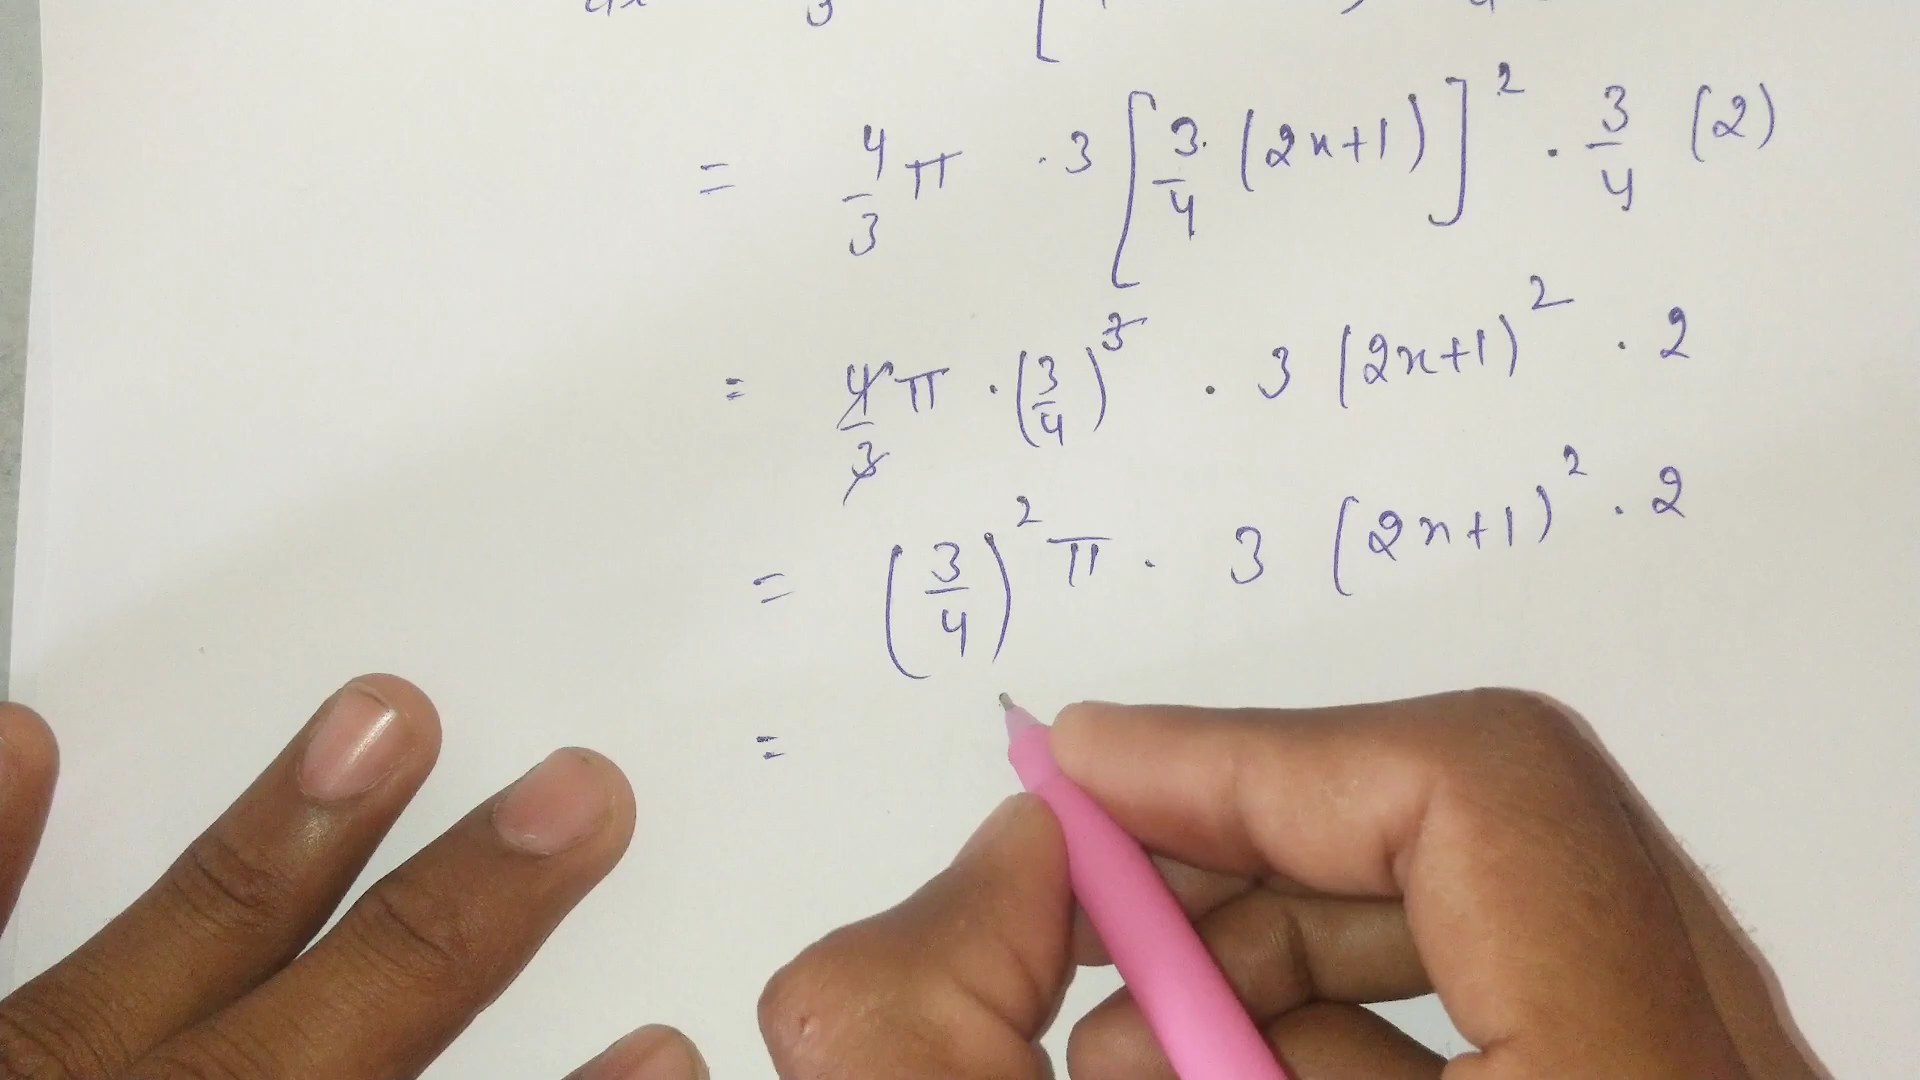 = 4/3 π · 3 [3/4 (2x+1)]² · 3/4 (2)
= 4/3 π · (3/4)³ · 3 (2x+1)² · 2
= (3/4)² π · 3 (2x+1)² · 2
=